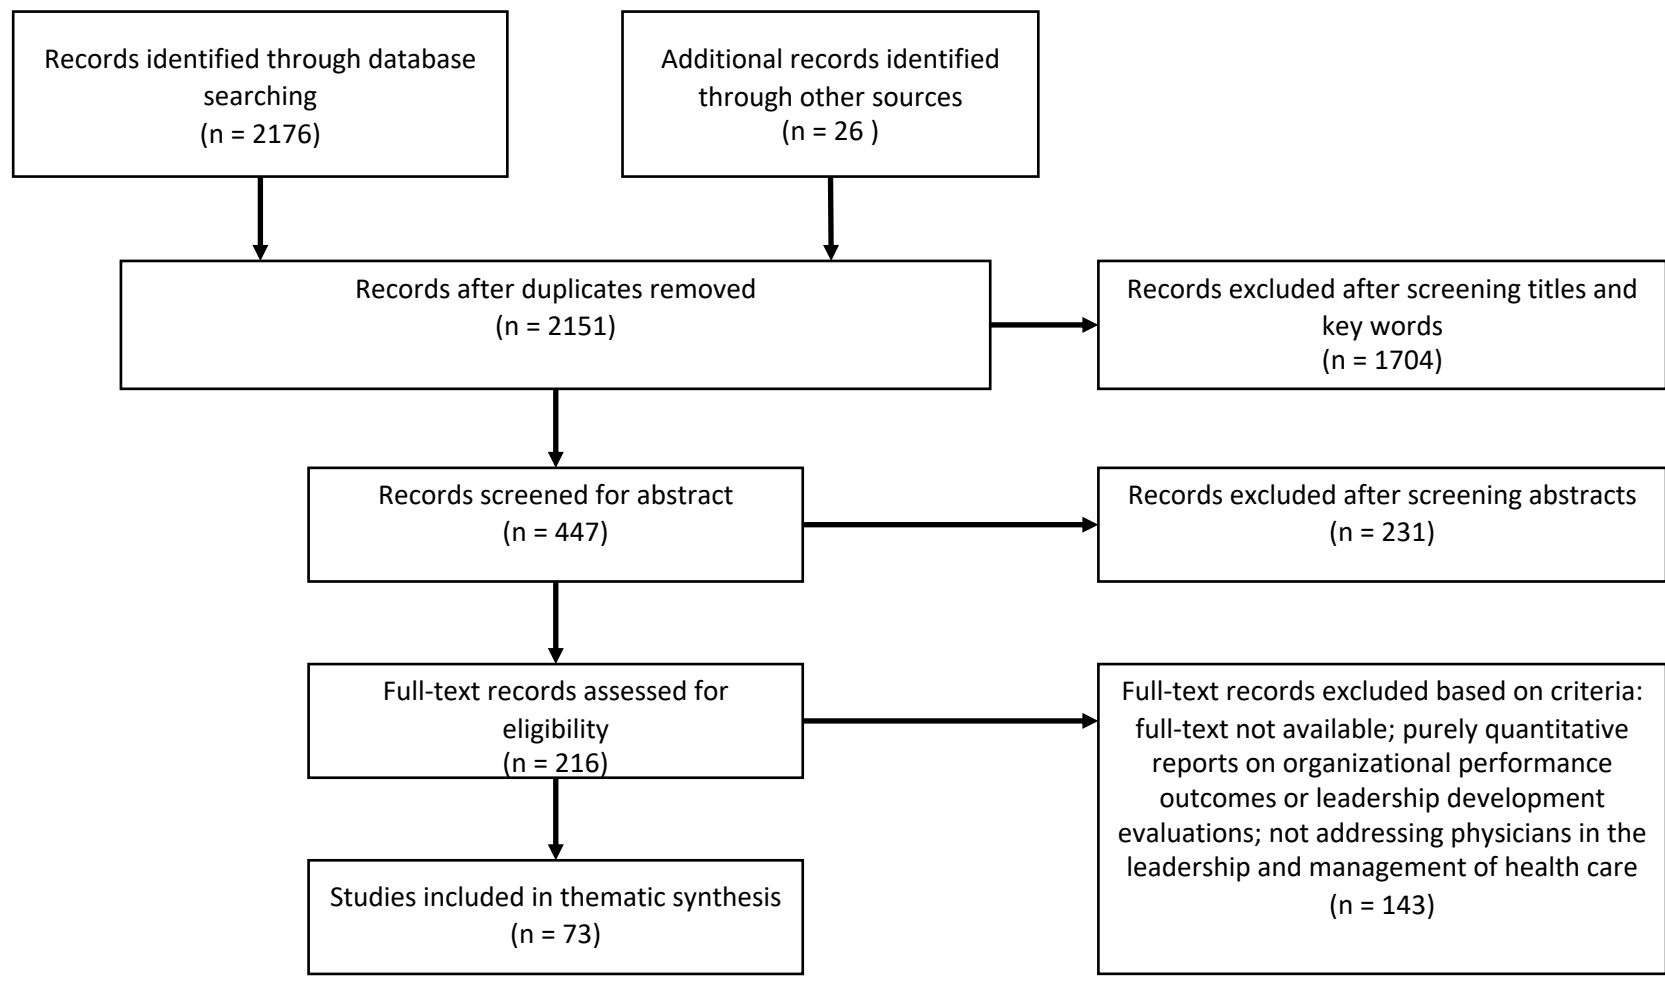 Records identified through database
searching
(n = 2176)
Additional records identified
through other sources
(n = 26 )
Records after duplicates removed
(n = 2151)
Records excluded after screening titles and
key words
(n = 1704)
Records screened for abstract
(n = 447)
Records excluded after screening abstracts
(n = 231)
Full-text records assessed for
eligibility
(n = 216)
Full-text records excluded based on criteria:
full-text not available; purely quantitative
reports on organizational performance
outcomes or leadership development
evaluations; not addressing physicians in the
leadership and management of health care
(n = 143)
Studies included in thematic synthesis
(n = 73)